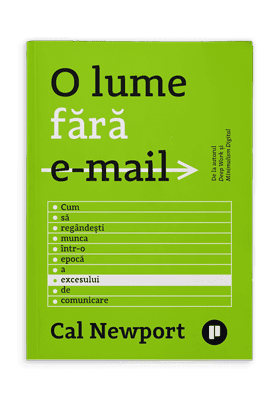 O lume
fără
e-mail
De la autorul
Deep Work și
Minimalism Digital
Cum
să
regândești
munca
într-o
epocă
a
excesului
de
comunicare
Cal Newport